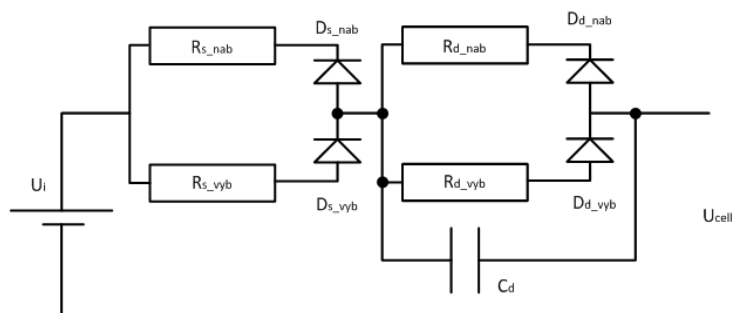 Ds_nab
Dd_nab
Rs_nab
Rd_nab
Rs_vyb
Rd_vyb
Ui
Ds_vyb
Dd_vyb
Ucell
Cd